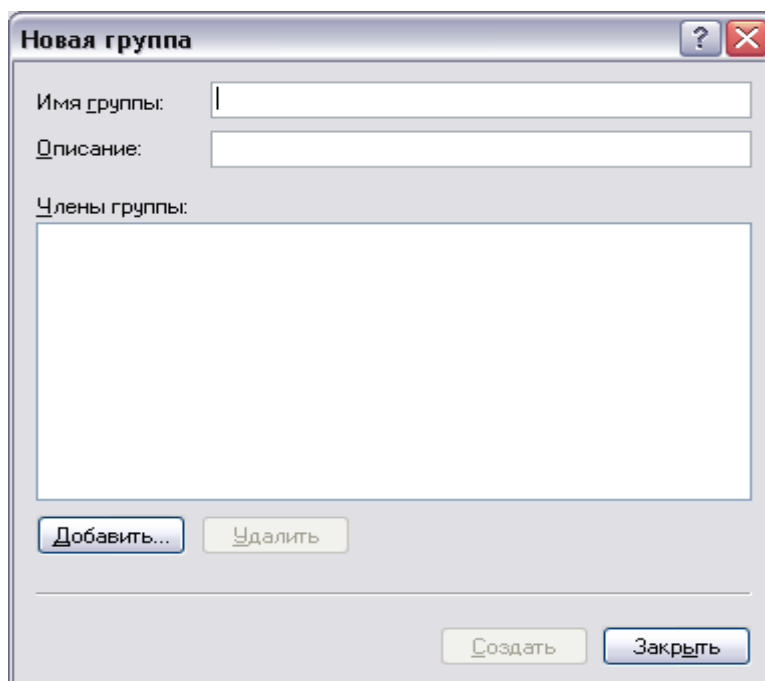 Новая группа
?
Имя группы:
Описание:
Члены группы:
Добавить... Удалить
Создать Закрыть